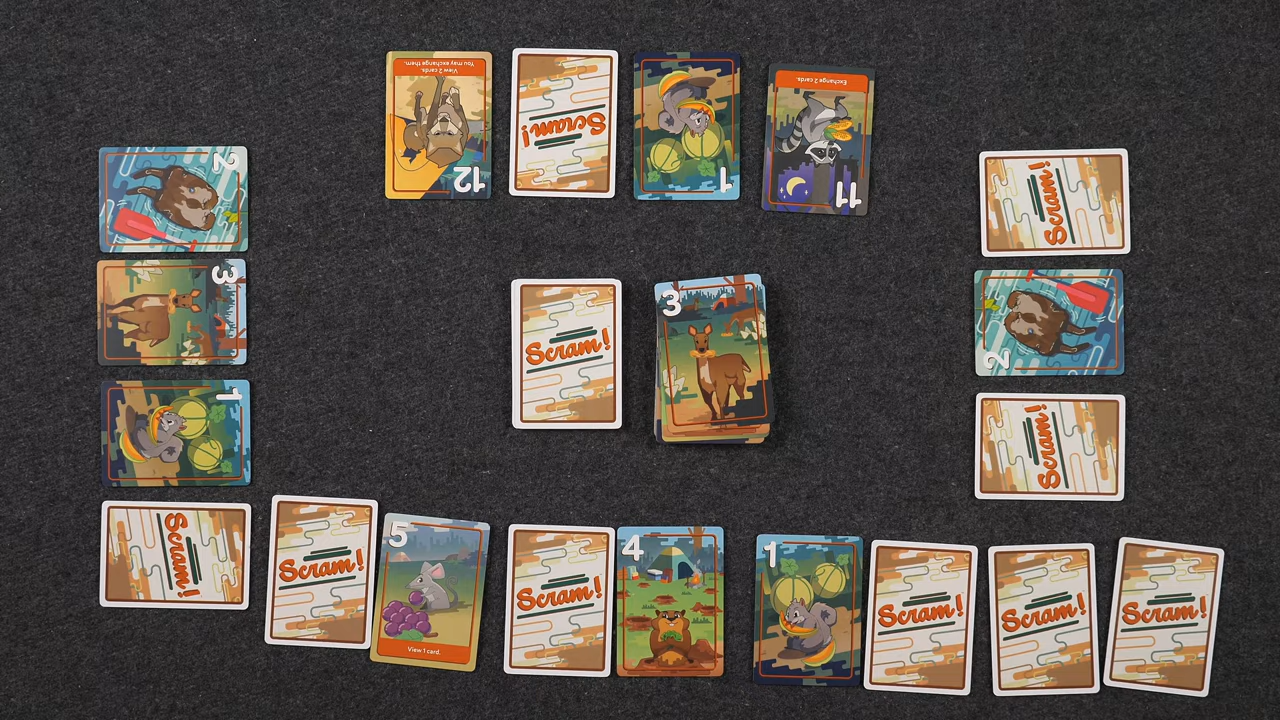 View 2 cards.
You may exchange them.
12
Scram!
1
Exchange 2 cards.
11
2
3
1
Scram!
Scram!
3
Scram!
2
Scram!
Scram!
5
View 1 card.
Scram!
4
1
Scram!
Scram!
Scram!